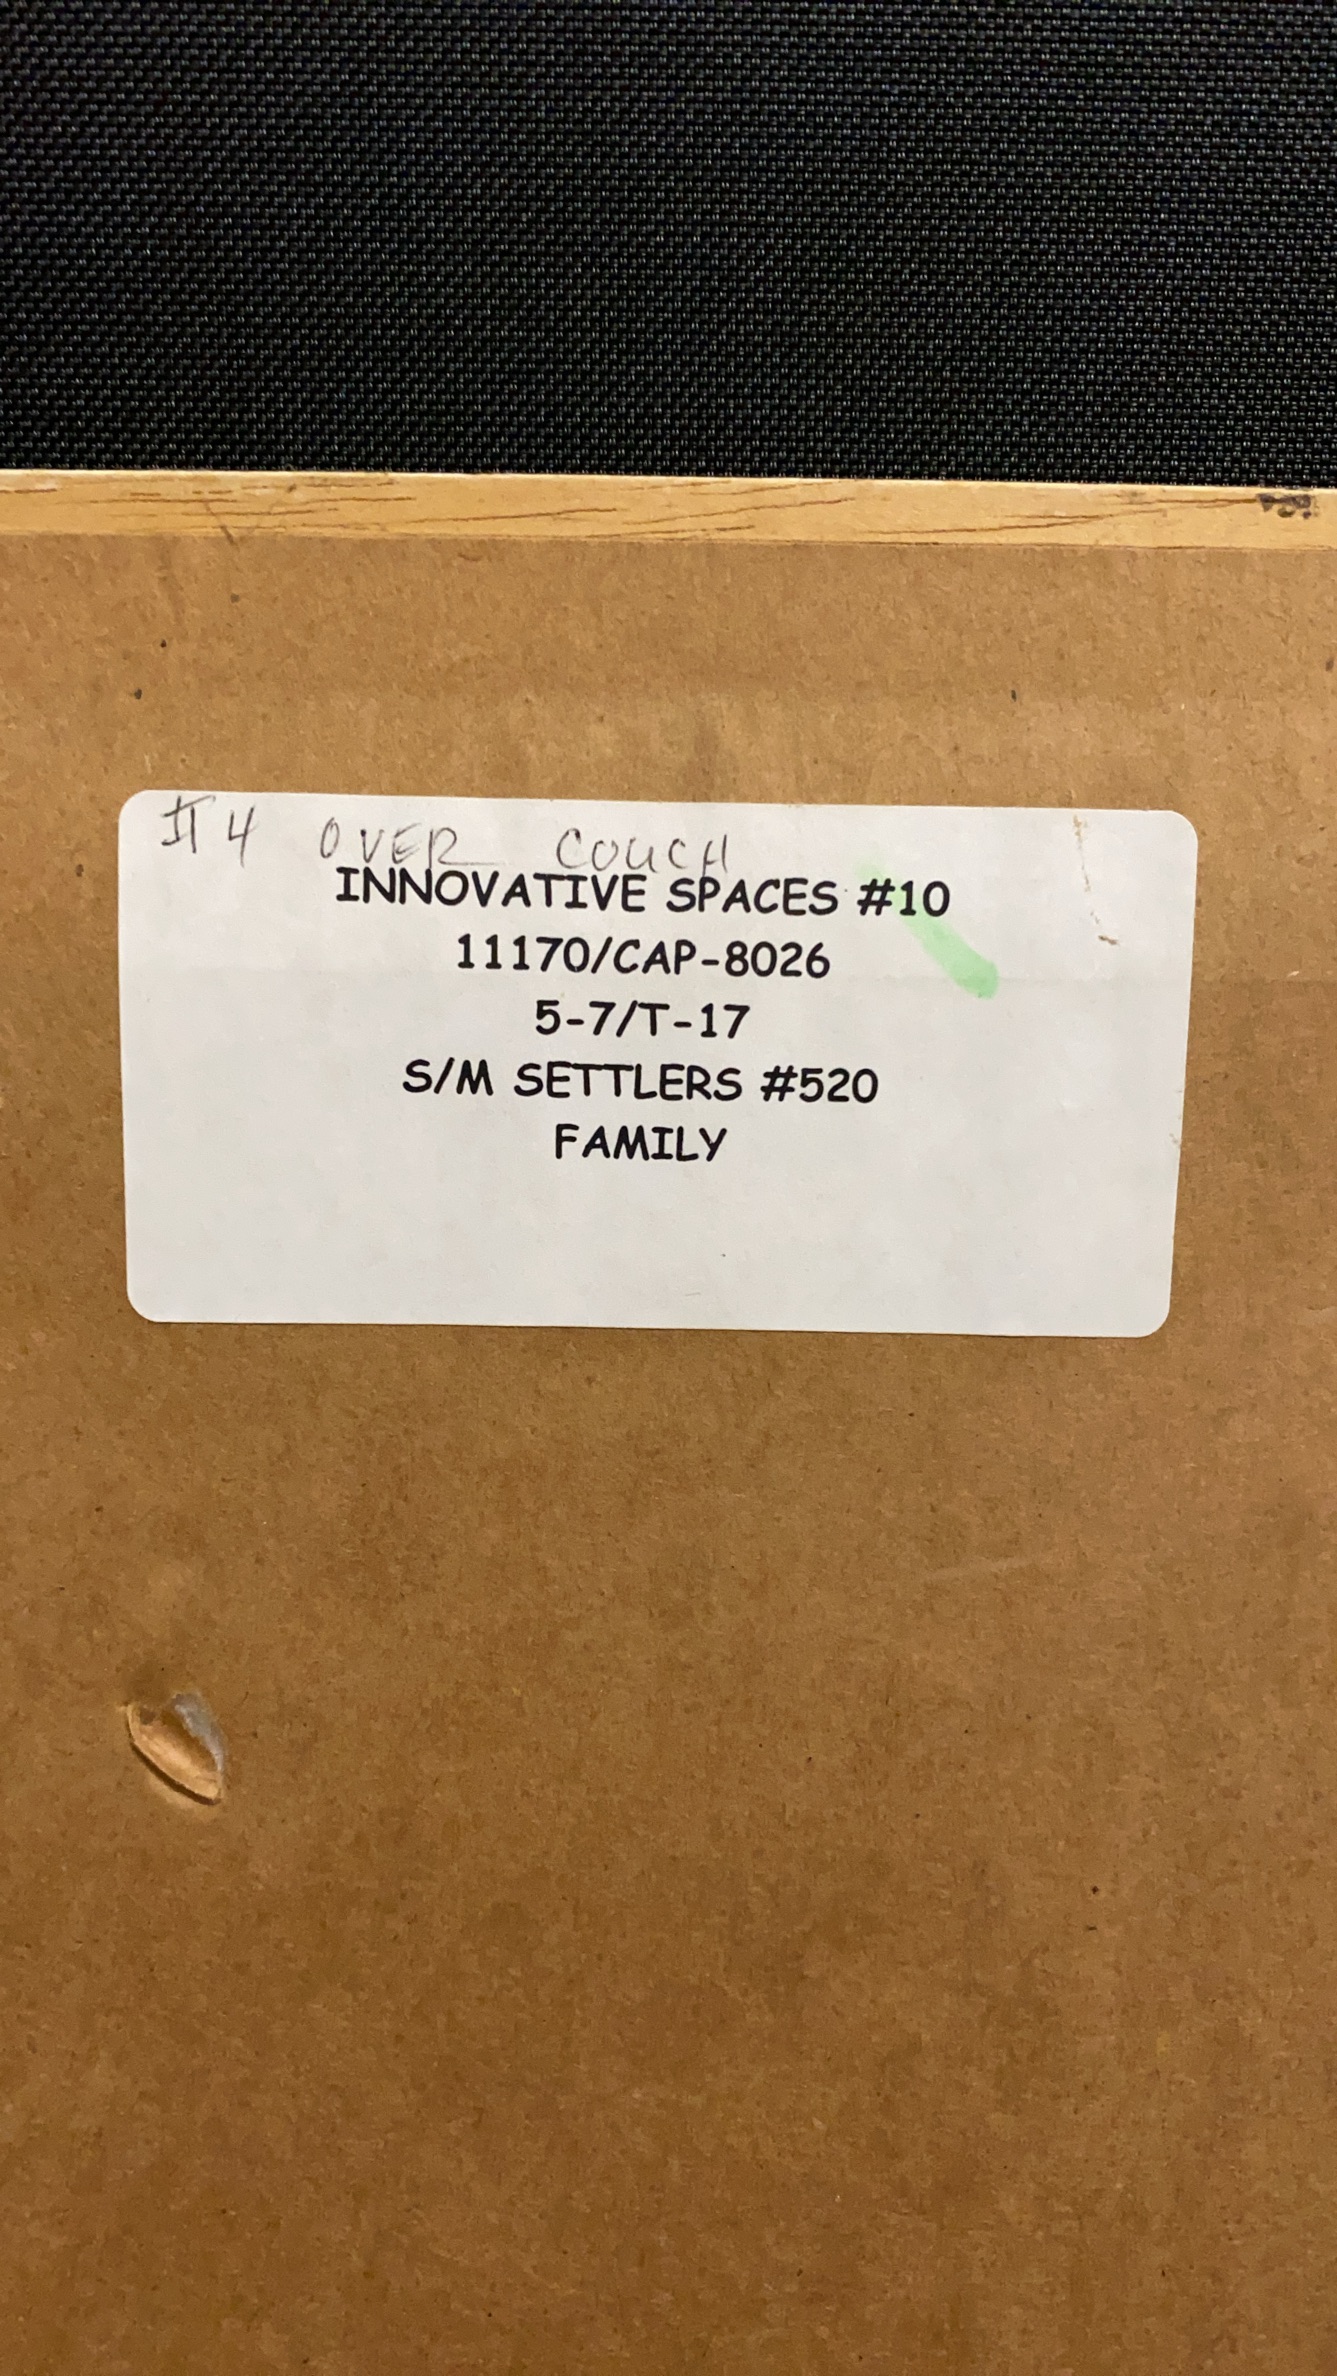 #4 OVER COUCH
INNOVATIVE SPACES #10
11170/CAP-8026
5-7/T-17
S/M SETTLERS #520
FAMILY